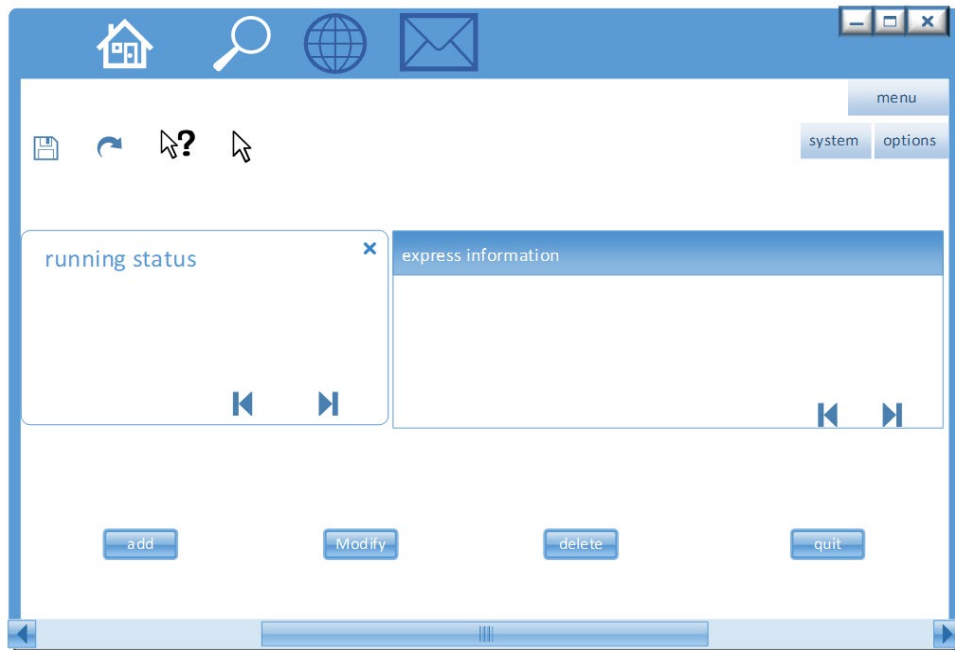 menu
system options
running status
express information
add Modify delete quit